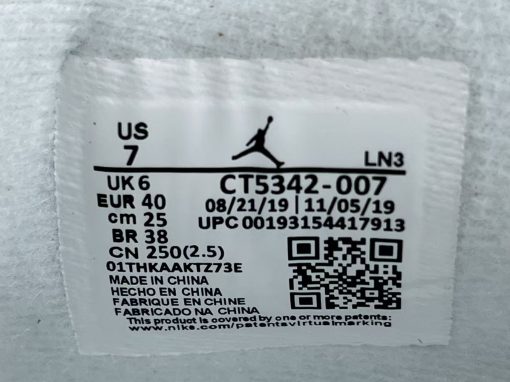 US
7
LN3
UK 6
CT5342-007
EUR 40
08/21/19 | 11/05/19
cm 25
UPC 00193154417913
BR 38
CN 250(2.5)
01THKAAKTZ73E
MADE IN CHINA
HECHO EN CHINA
FABRIQUE EN CHINE
FABRICADO NA CHINA
This product is covered by one or more
www.nike.com/patentsvirtualmarking